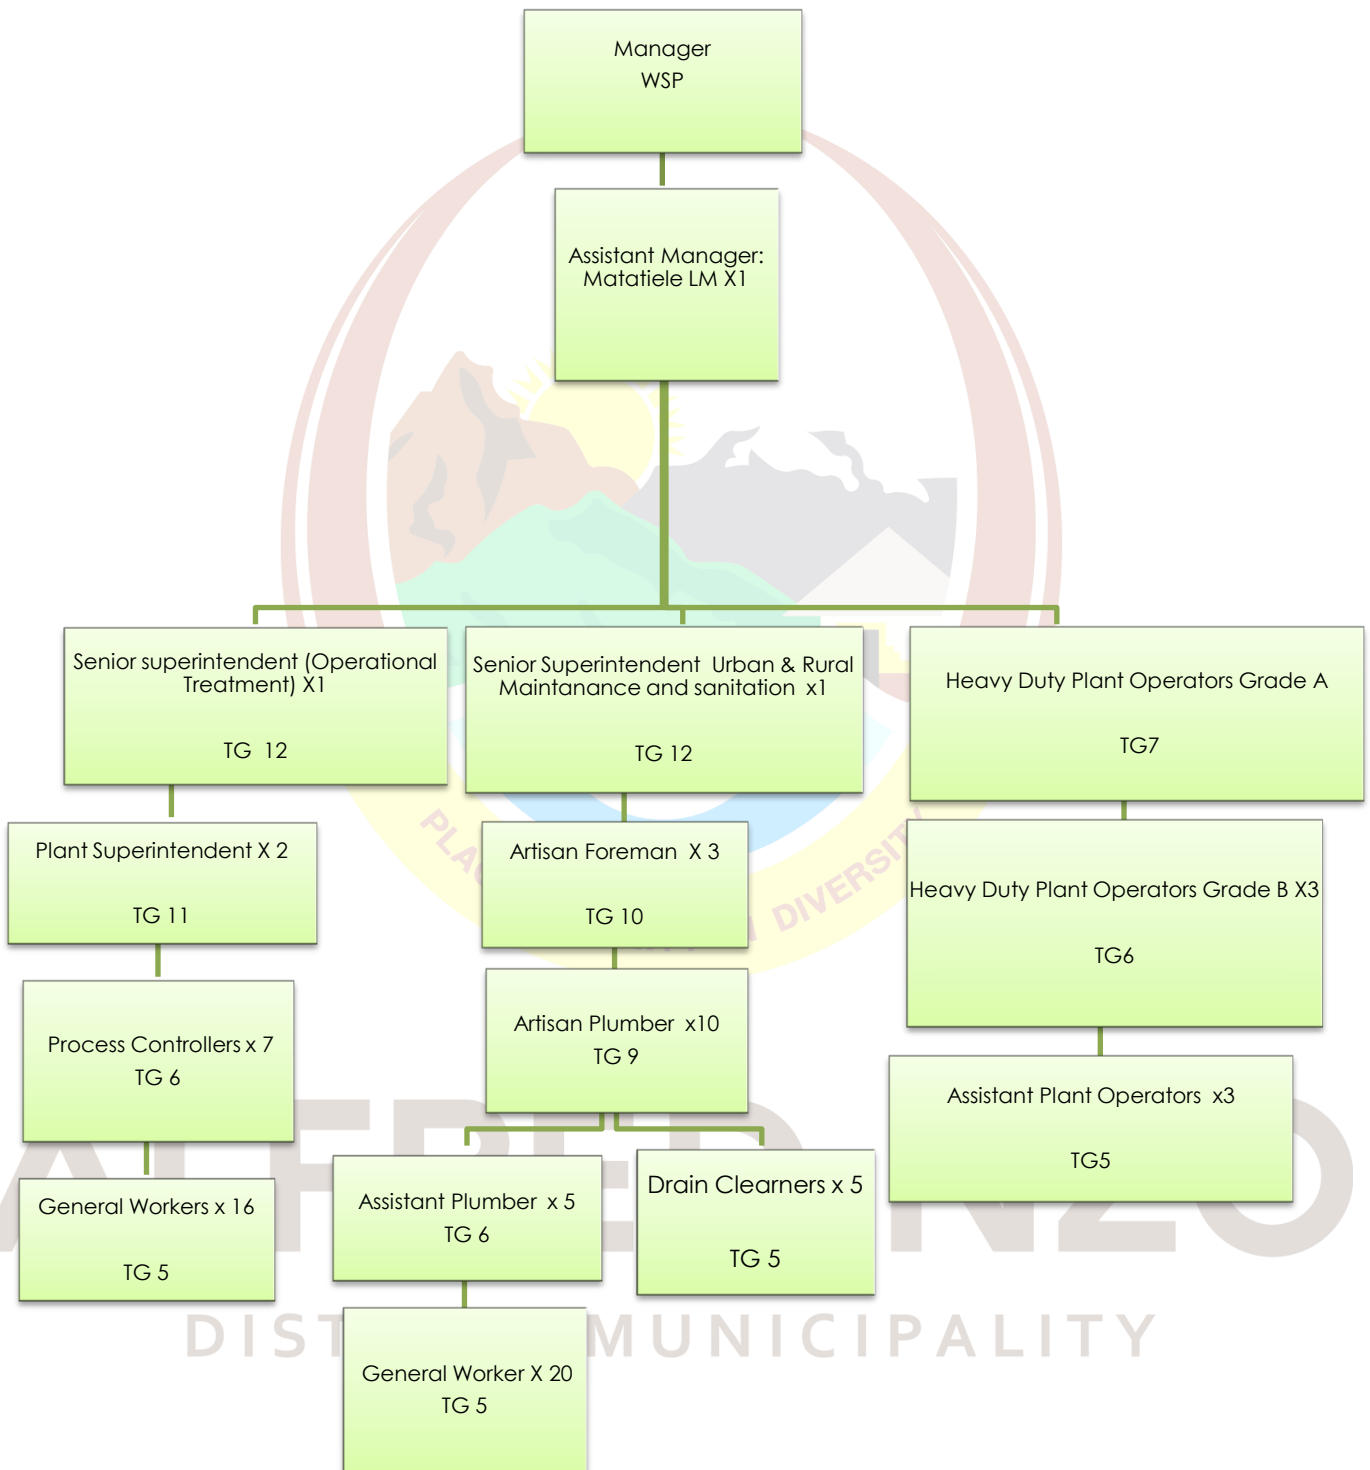 Manager
WSP
Assistant Manager:
Matatiele LM X1
Senior superintendent (Operational
Treatment) X1
TG 12
Senior Superintendent Urban & Rural
Maintanance and sanitation x1
TG 12
Heavy Duty Plant Operators Grade A
TG7
Plant Superintendent X 2
TG 11
Artisan Foreman X 3
TG 10
Heavy Duty Plant Operators Grade B X3
TG6
Process Controllers x 7
TG 6
Artisan Plumber x10
TG 9
Assistant Plant Operators x3
TG5
General Workers x 16
TG 5
Assistant Plumber x 5
TG 6
Drain Clearners x 5
TG 5
General Worker X 20
TG 5
DIVERSITY
MUNICIPALITY